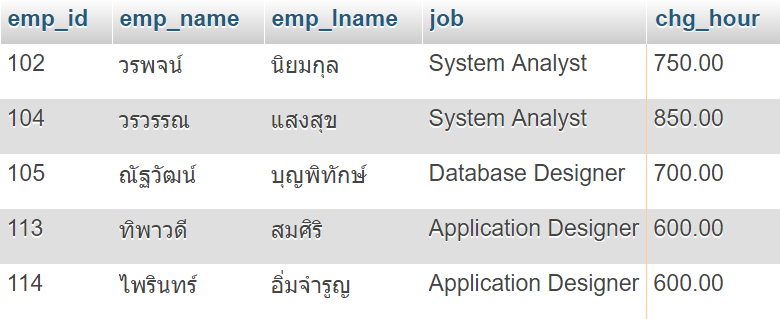 emp_id emp_name emp_lname job chg_hour
102 วรพจน์ นิยมกุล System Analyst 750.00
104 วรวรรณ แสงสุข System Analyst 850.00
105 ณัฐวัฒน์ บุญพิทักษ์ Database Designer 700.00
113 ทิพาวดี สมศิริ Application Designer 600.00
114 ไพรินทร์ อิ่มจำรูญ Application Designer 600.00